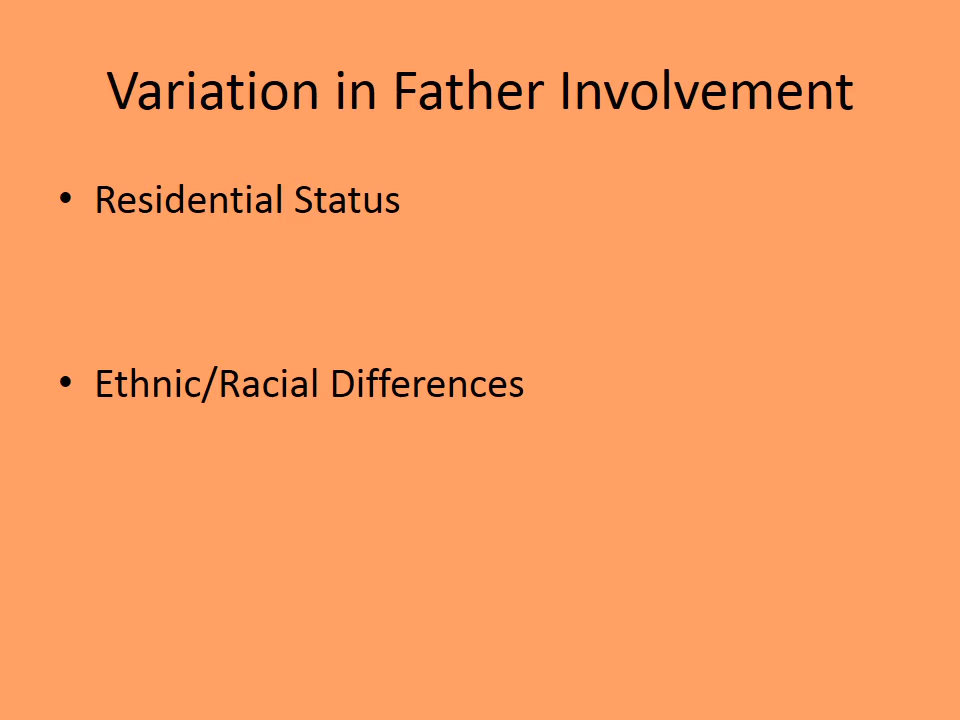 Variation in Father Involvement
• Residential Status
• Ethnic/Racial Differences